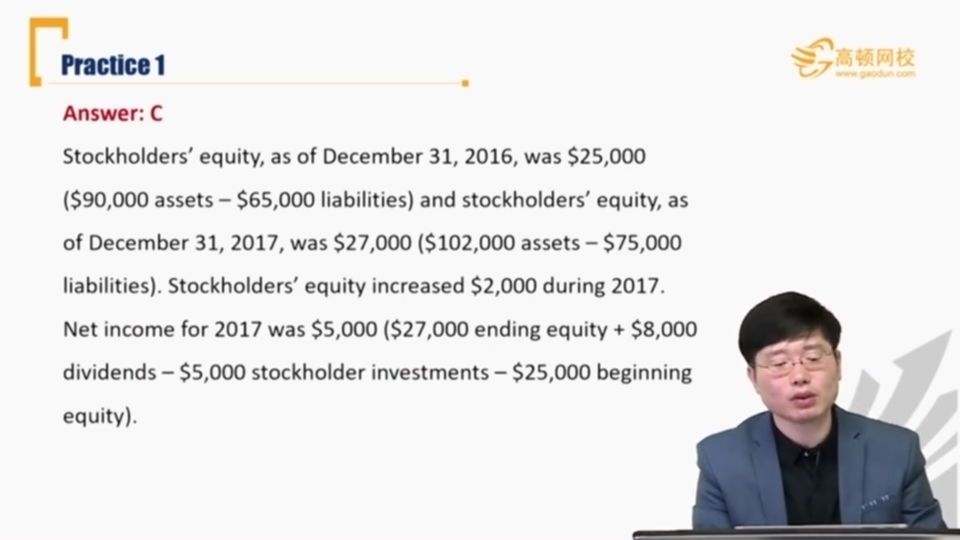 Practice 1
高顿网校
www.gaodun.com
Answer: C
Stockholders’ equity, as of December 31, 2016, was $25,000
($90,000 assets – $65,000 liabilities) and stockholders’ equity, as
of December 31, 2017, was $27,000 ($102,000 assets – $75,000
liabilities). Stockholders’ equity increased $2,000 during 2017.
Net income for 2017 was $5,000 ($27,000 ending equity + $8,000
dividends – $5,000 stockholder investments – $25,000 beginning
equity).